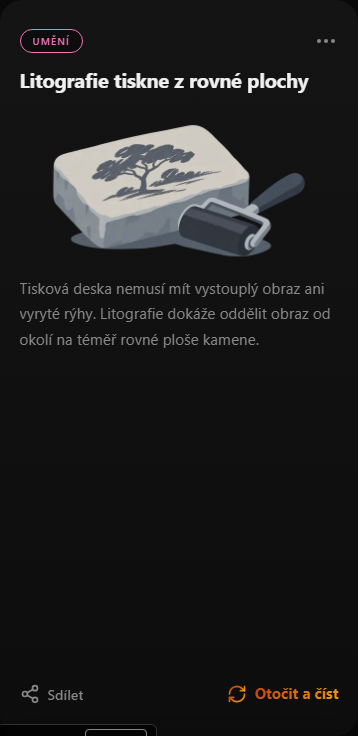 UMĚNÍ
Litografie tiskne z rovné plochy
Tisková deska nemusí mít vystouplý obraz ani
vyryté rýhy. Litografie dokáže oddělit obraz od
okolí na téměř rovné ploše kamene.
Sdílet
Otočit a číst